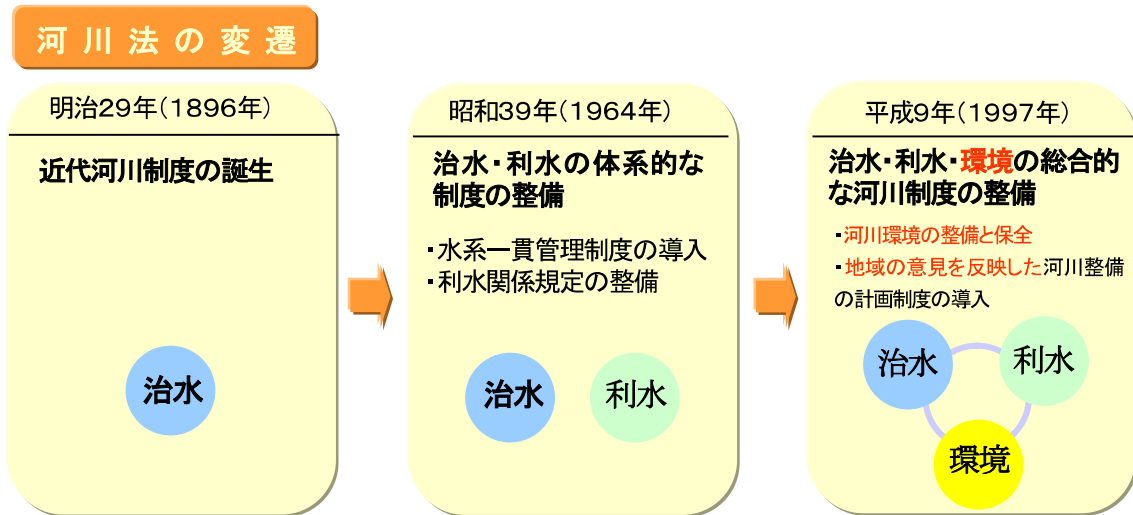 河川法の変遷
明治29年(1896年)
近代河川制度の誕生
治水
昭和39年(1964年)
治水・利水の体系的な
制度の整備
・水系一貫管理制度の導入
・利水関係規定の整備
治水
利水
平成9年(1997年)
治水・利水・環境の総合的
な河川制度の整備
・河川環境の整備と保全
・地域の意見を反映した河川整備
の計画制度の導入
治水
利水
環境